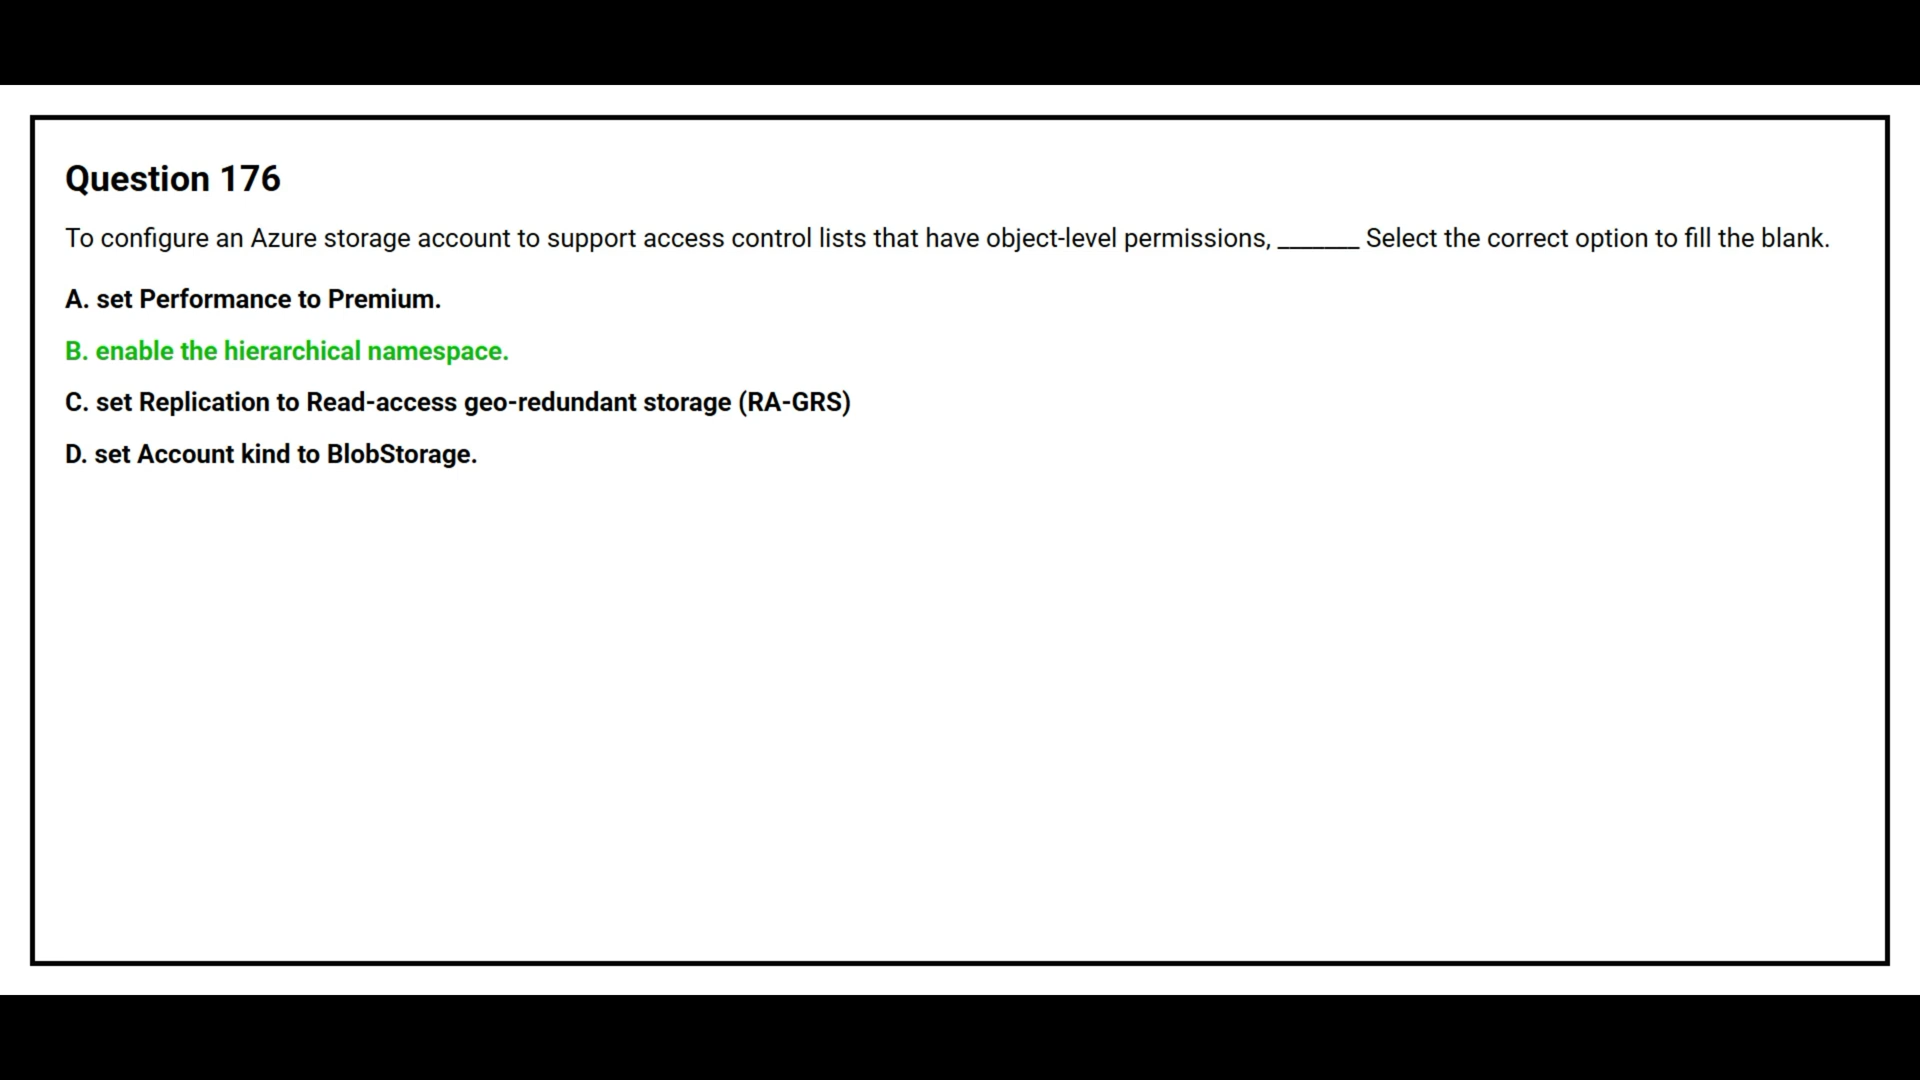 Question 176
To configure an Azure storage account to support access control lists that have object-level permissions, _______ Select the correct option to fill the blank.
A. set Performance to Premium.
B. enable the hierarchical namespace.
C. set Replication to Read-access geo-redundant storage (RA-GRS)
D. set Account kind to BlobStorage.